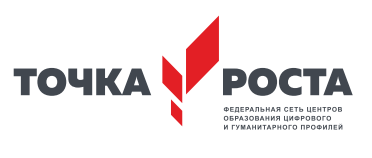 ТОЧКА РОСТА
ФЕДЕРАЛЬНАЯ СЕТЬ ЦЕНТРОВ
ОБРАЗОВАНИЯ ЦИФРОВОГО
И ГУМАНИТАРНОГО ПРОФИЛЕЙ